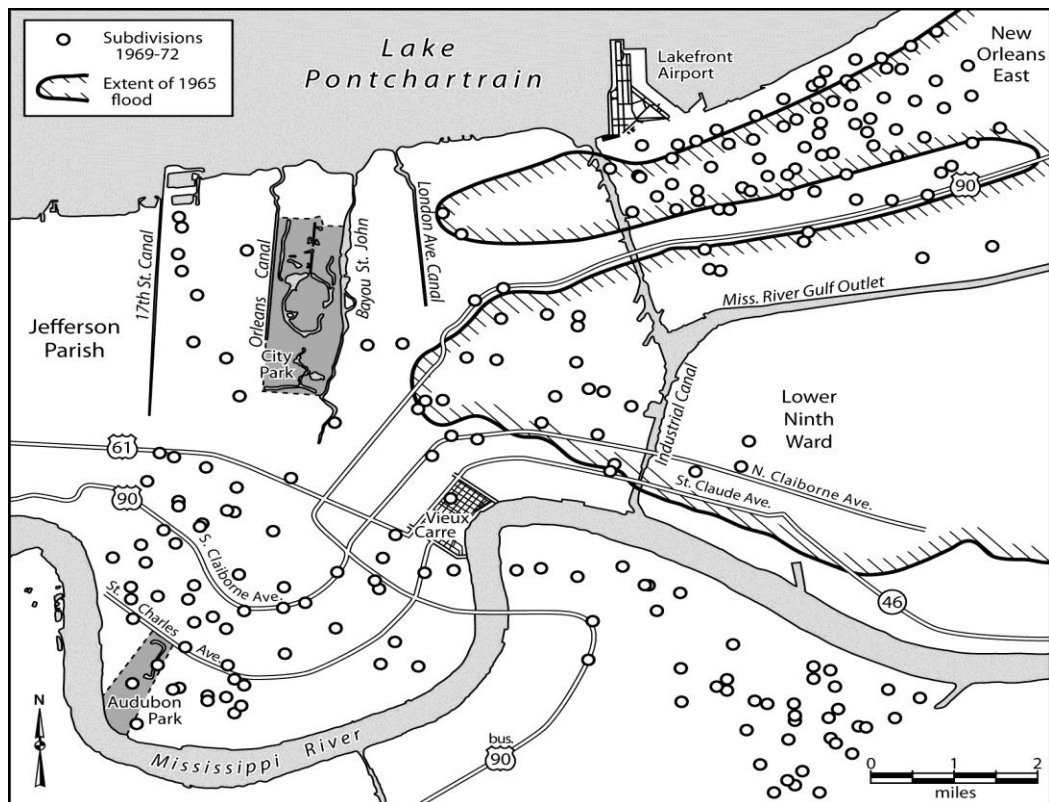 Subdivisions
1969-72
Extent of 1965
flood
Lake
Pontchartrain
Lakefront
Airport
New
Orleans
East
90
17th St. Canal
Orleans Canal
Bayou St. John
London Ave. Canal
Miss. River Gulf Outlet
Jefferson
Parish
City
Park
Industrial Canal
Lower
Ninth
Ward
61
90
N. Claiborne Ave.
St. Claude Ave.
Vieux
Carre
S. Claiborne Ave.
St. Charles Ave.
46
Audubon
Park
N
Mississippi River
bus.
90
0 1 2
miles